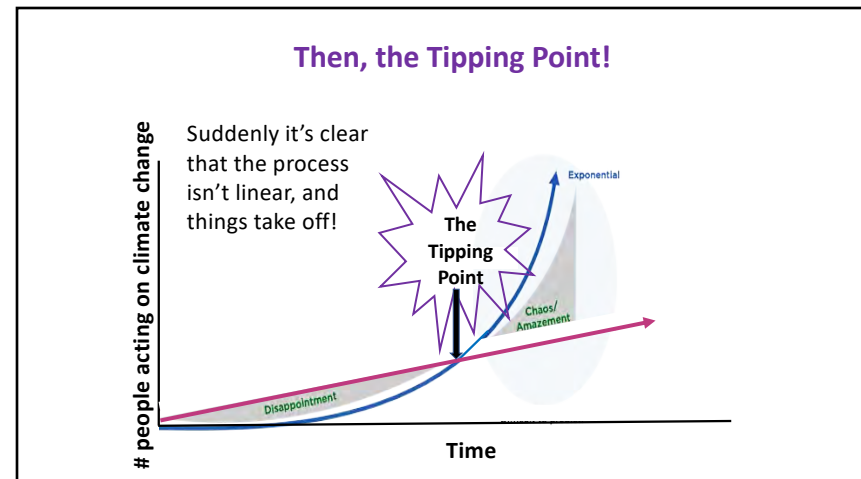 Then, the Tipping Point!
Suddenly it's clear
that the process
isn't linear, and
things take off!
# people acting on climate change
The
Tipping
Point
Exponential
Chaos/
Amazement
Disappointment
Time